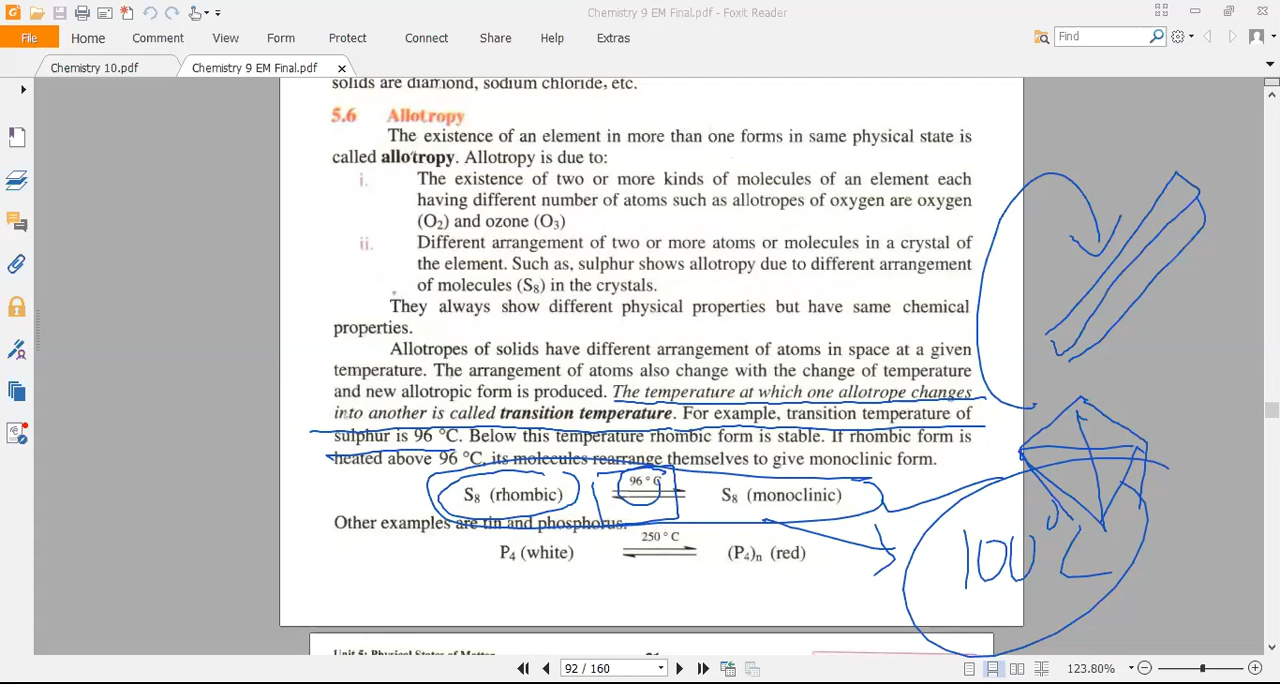 Chemistry 9 EM Final.pdf - Foxit Reader
File Home Comment View Form Protect Connect Share Help Extras Find
Chemistry 10.pdf Chemistry 9 EM Final.pdf
solids are diamond, sodium chloride, etc.
5.6 Allotropy
The existence of an element in more than one forms in same physical state is
called allotropy. Allotropy is due to:
i. The existence of two or more kinds of molecules of an element each
having different number of atoms such as allotropes of oxygen are oxygen
(O₂) and ozone (O₃)
ii. Different arrangement of two or more atoms or molecules in a crystal of
the element. Such as, sulphur shows allotropy due to different arrangement
of molecules (S₈) in the crystals.
They always show different physical properties but have same chemical
properties.
Allotropes of solids have different arrangement of atoms in space at a given
temperature. The arrangement of atoms also change with the change of temperature
and new allotropic form is produced. The temperature at which one allotrope changes
into another is called transition temperature. For example, transition temperature of
sulphur is 96 °C. Below this temperature rhombic form is stable. If rhombic form is
heated above 96 °C, its molecules rearrange themselves to give monoclinic form.
96 °C
S₈ (rhombic) ⇌ S₈ (monoclinic)
Other examples are tin and phosphorus.
250 °C
P₄ (white) ⇌ (P₄)ₙ (red)
100°C
Unit 5: Physical States of Matter
92 / 160
123.80%